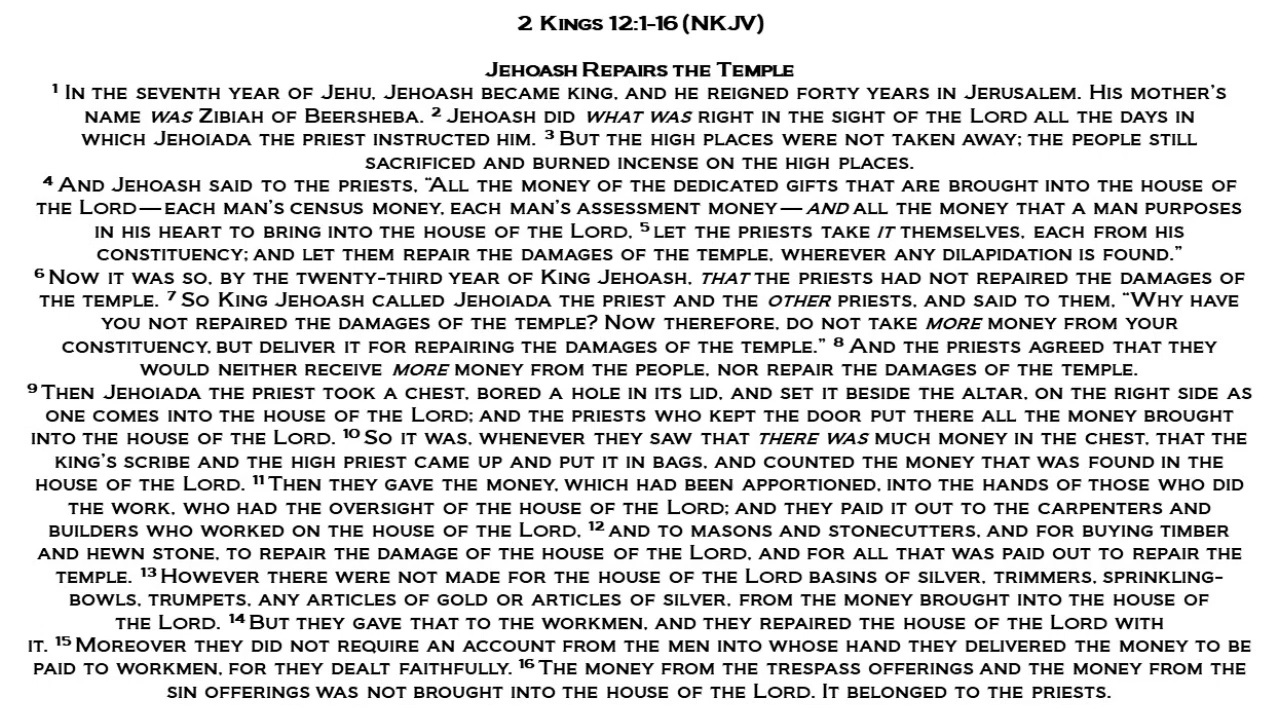 2 Kings 12:1-16 (NKJV)
Jehoash Repairs the Temple
1 In the seventh year of Jehu, Jehoash became king, and he reigned forty years in Jerusalem. His mother's
name was Zibiah of Beersheba. 2 Jehoash did what was right in the sight of the Lord all the days in
which Jehoiada the priest instructed him. 3 But the high places were not taken away; the people still
sacrificed and burned incense on the high places.
4 And Jehoash said to the priests, "All the money of the dedicated gifts that are brought into the house of
the Lord—each man's census money, each man's assessment money—and all the money that a man purposes
in his heart to bring into the house of the Lord, 5 let the priests take it themselves, each from his
constituency; and let them repair the damages of the temple, wherever any dilapidation is found."
6 Now it was so, by the twenty-third year of King Jehoash, that the priests had not repaired the damages of
the temple. 7 So King Jehoash called Jehoiada the priest and the other priests, and said to them, "Why have
you not repaired the damages of the temple? Now therefore, do not take more money from your
constituency, but deliver it for repairing the damages of the temple." 8 And the priests agreed that they
would neither receive more money from the people, nor repair the damages of the temple.
9 Then Jehoiada the priest took a chest, bored a hole in its lid, and set it beside the altar, on the right side as
one comes into the house of the Lord; and the priests who kept the door put there all the money brought
into the house of the Lord. 10 So it was, whenever they saw that there was much money in the chest, that the
king's scribe and the high priest came up and put it in bags, and counted the money that was found in the
house of the Lord. 11 Then they gave the money, which had been apportioned, into the hands of those who did
the work, who had the oversight of the house of the Lord; and they paid it out to the carpenters and
builders who worked on the house of the Lord, 12 and to masons and stonecutters, and for buying timber
and hewn stone, to repair the damage of the house of the Lord, and for all that was paid out to repair the
temple. 13 However there were not made for the house of the Lord basins of silver, trimmers, sprinkling-
bowls, trumpets, any articles of gold or articles of silver, from the money brought into the house of
the Lord. 14 But they gave that to the workmen, and they repaired the house of the Lord with
it. 15 Moreover they did not require an account from the men into whose hand they delivered the money to be
paid to workmen, for they dealt faithfully. 16 The money from the trespass offerings and the money from the
sin offerings was not brought into the house of the Lord. It belonged to the priests.